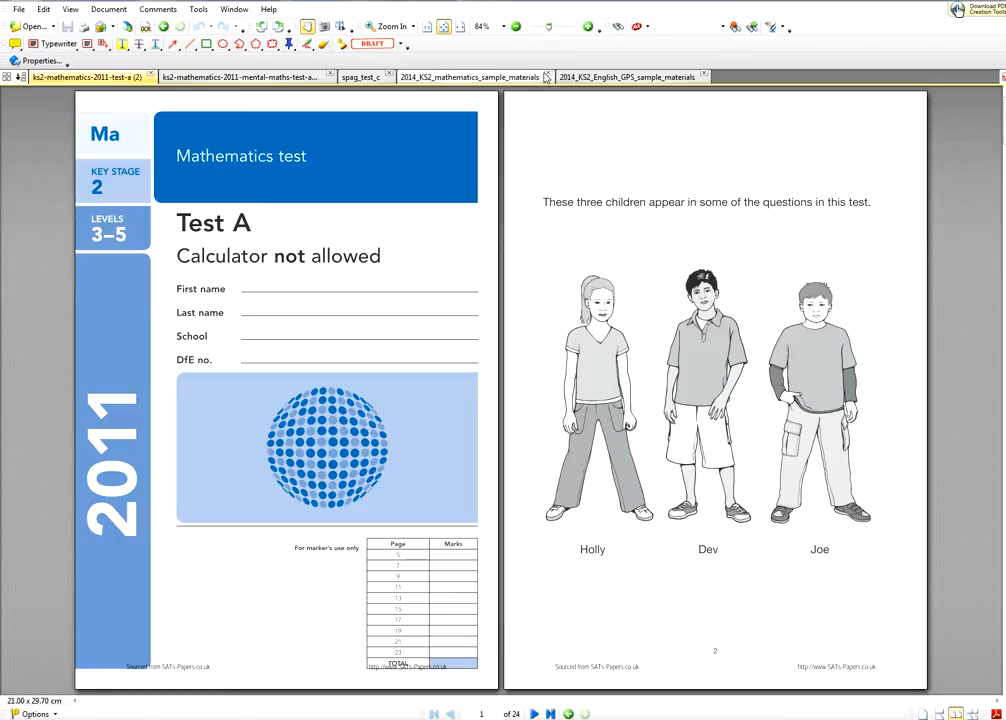 File Edit View Document Comments Tools Window Help
Download PDF
Creation Tools
Open... OCR Zoom In 84%
Typewriter DRAFT
Properties...
ks2-mathematics-2011-test-a (2) ks2-mathematics-2011-mental-maths-test-a... spag_test_c 2014_KS2_mathematics_sample_materials 2014_KS2_English_GPS_sample_materials
Ma
KEY STAGE
2
LEVELS
3–5
2011
Mathematics test
Test A
Calculator not allowed
First name
Last name
School
DfE no.
For marker's use only
Page Marks
5
7
9
11
13
15
17
19
21
23
TOTAL
Sourced from SATs-Papers.co.uk http://www.SATs-Papers.co.uk
These three children appear in some of the questions in this test.
Holly Dev Joe
2
Sourced from SATs-Papers.co.uk http://www.SATs-Papers.co.uk
21.00 x 29.70 cm
Options 1 of 24